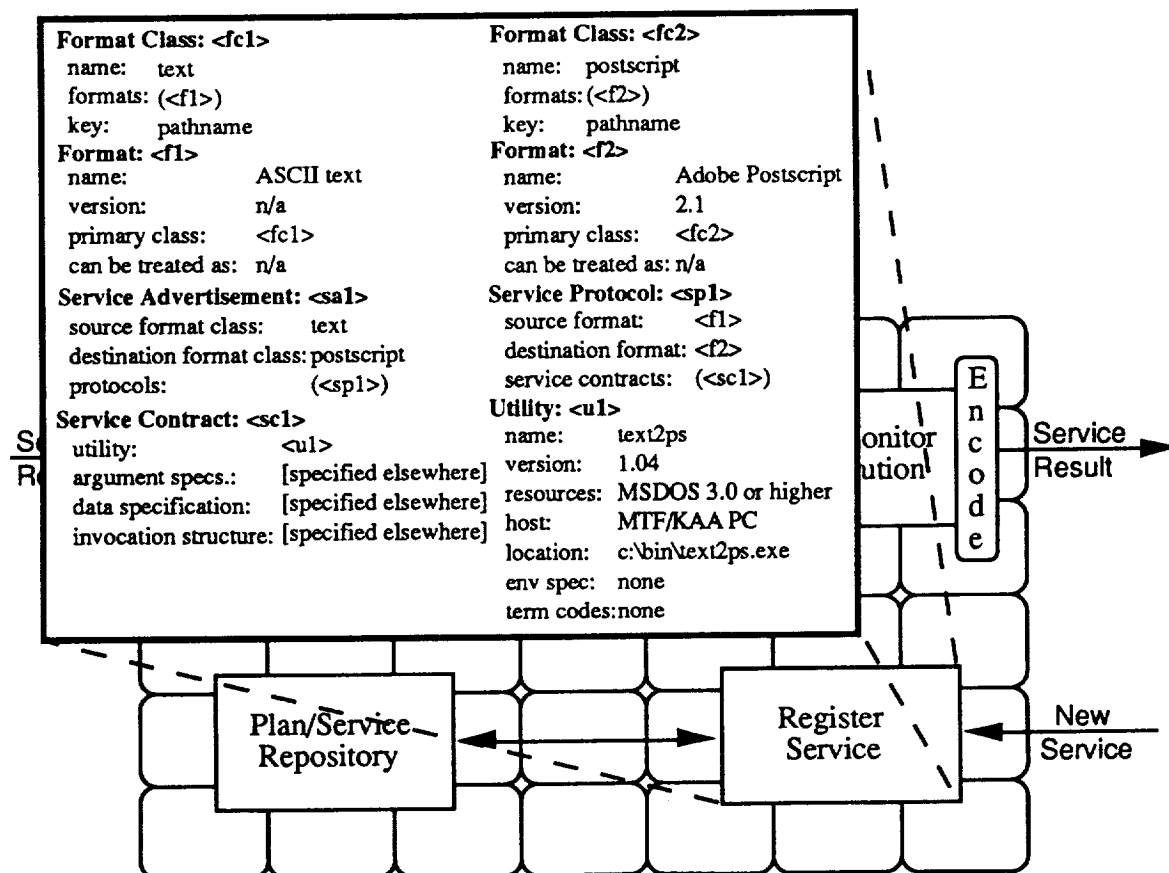 Format Class: <fc1>
name: text
formats: (<f1>)
key: pathname
Format: <f1>
name: ASCII text
version: n/a
primary class: <fc1>
can be treated as: n/a
Service Advertisement: <sa1>
source format class: text
destination format class: postscript
protocols: (<sp1>)
Service Contract: <sc1>
utility: <u1>
argument specs.: [specified elsewhere]
data specification: [specified elsewhere]
invocation structure: [specified elsewhere]
Format Class: <fc2>
name: postscript
formats: (<f2>)
key: pathname
Format: <f2>
name: Adobe Postscript
version: 2.1
primary class: <fc2>
can be treated as: n/a
Service Protocol: <sp1>
source format: <f1>
destination format: <f2>
service contracts: (<sc1>)
Utility: <u1>
name: text2ps
version: 1.04
resources: MSDOS 3.0 or higher
host: MTF/KAA PC
location: c:\bin\text2ps.exe
env spec: none
term codes: none
onitor
ution
Encode
Service
Result
Plan/Service
Repository
Register
Service
New
Service